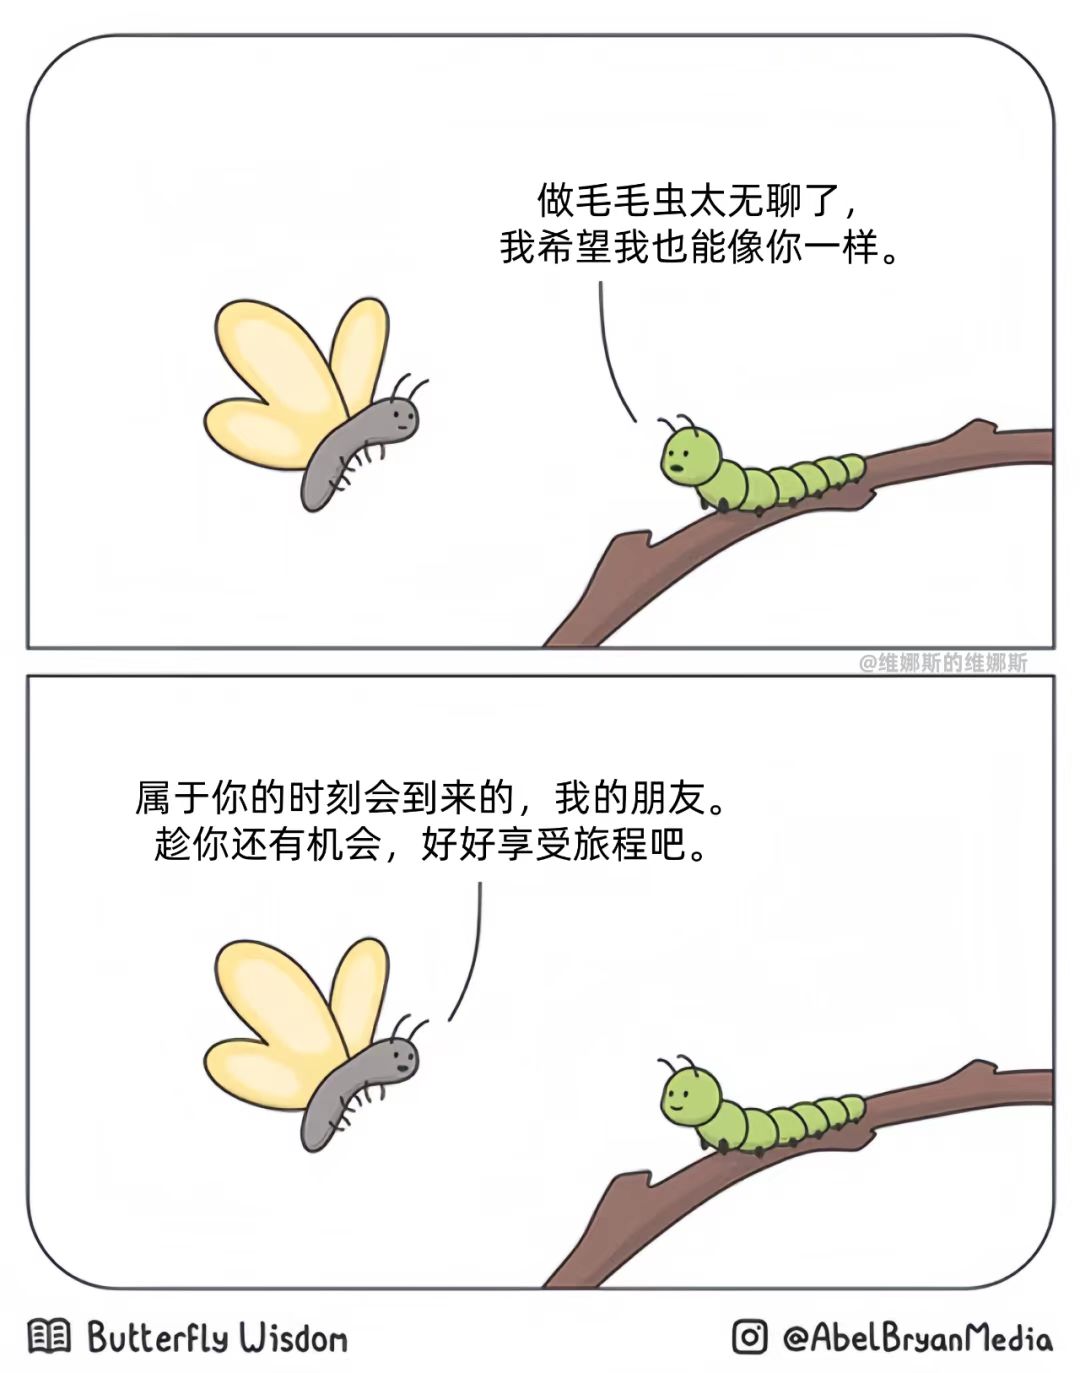 做毛毛虫太无聊了，
我希望我也能像你一样。
@维娜斯的维娜斯
属于你的时刻会到来的，我的朋友。
趁你还有机会，好好享受旅程吧。
Butterfly Wisdom
@AbelBryanMedia